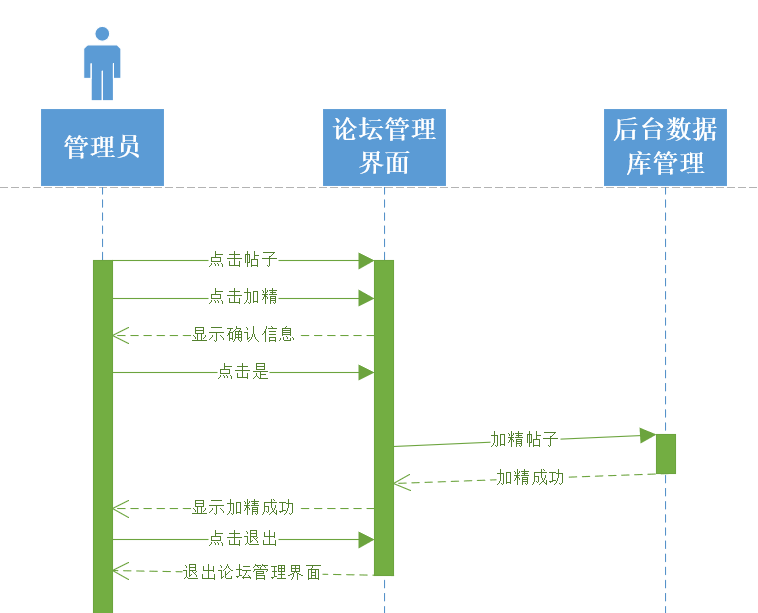 管理员
论坛管理
界面
后台数据
库管理
点击帖子
点击加精
显示确认信息
点击是
加精帖子
加精成功
显示加精成功
点击退出
退出论坛管理界面